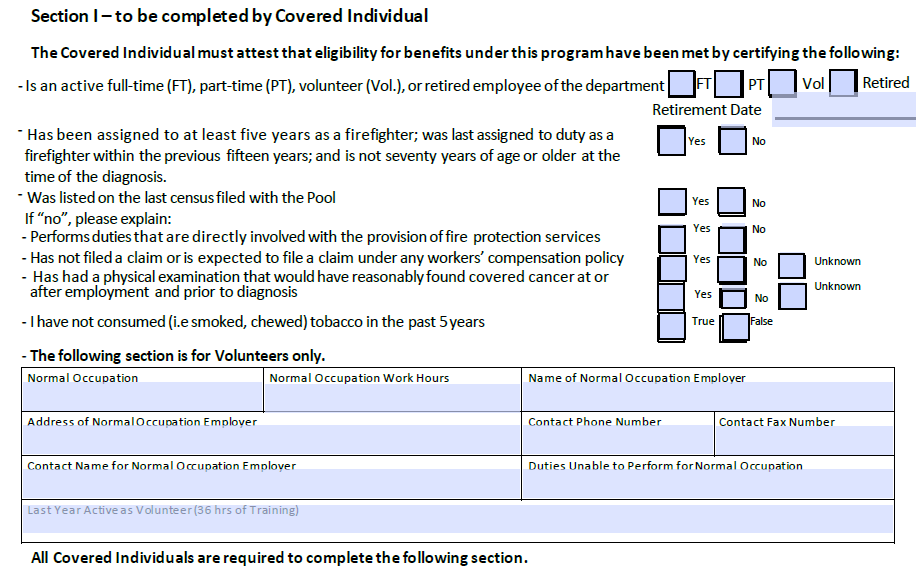 Section I – to be completed by Covered Individual
The Covered Individual must attest that eligibility for benefits under this program have been met by certifying the following:
- Is an active full-time (FT), part-time (PT), volunteer (Vol.), or retired employee of the department FT PT Vol Retired
Retirement Date
- Has been assigned to at least five years as a firefighter; was last assigned to duty as a
firefighter within the previous fifteen years; and is not seventy years of age or older at the
time of the diagnosis.
Yes No
- Was listed on the last census filed with the Pool Yes No
If “no”, please explain:
- Performs duties that are directly involved with the provision of fire protection services Yes No
- Has not filed a claim or is expected to file a claim under any workers’ compensation policy Yes No Unknown
- Has had a physical examination that would have reasonably found covered cancer at or
after employment and prior to diagnosis Yes No Unknown
- I have not consumed (i.e smoked, chewed) tobacco in the past 5 years True False
- The following section is for Volunteers only.
Normal Occupation Normal Occupation Work Hours Name of Normal Occupation Employer
Address of Normal Occupation Employer Contact Phone Number Contact Fax Number
Contact Name for Normal Occupation Employer Duties Unable to Perform for Normal Occupation
Last Year Active as Volunteer (36 hrs of Training)
All Covered Individuals are required to complete the following section.